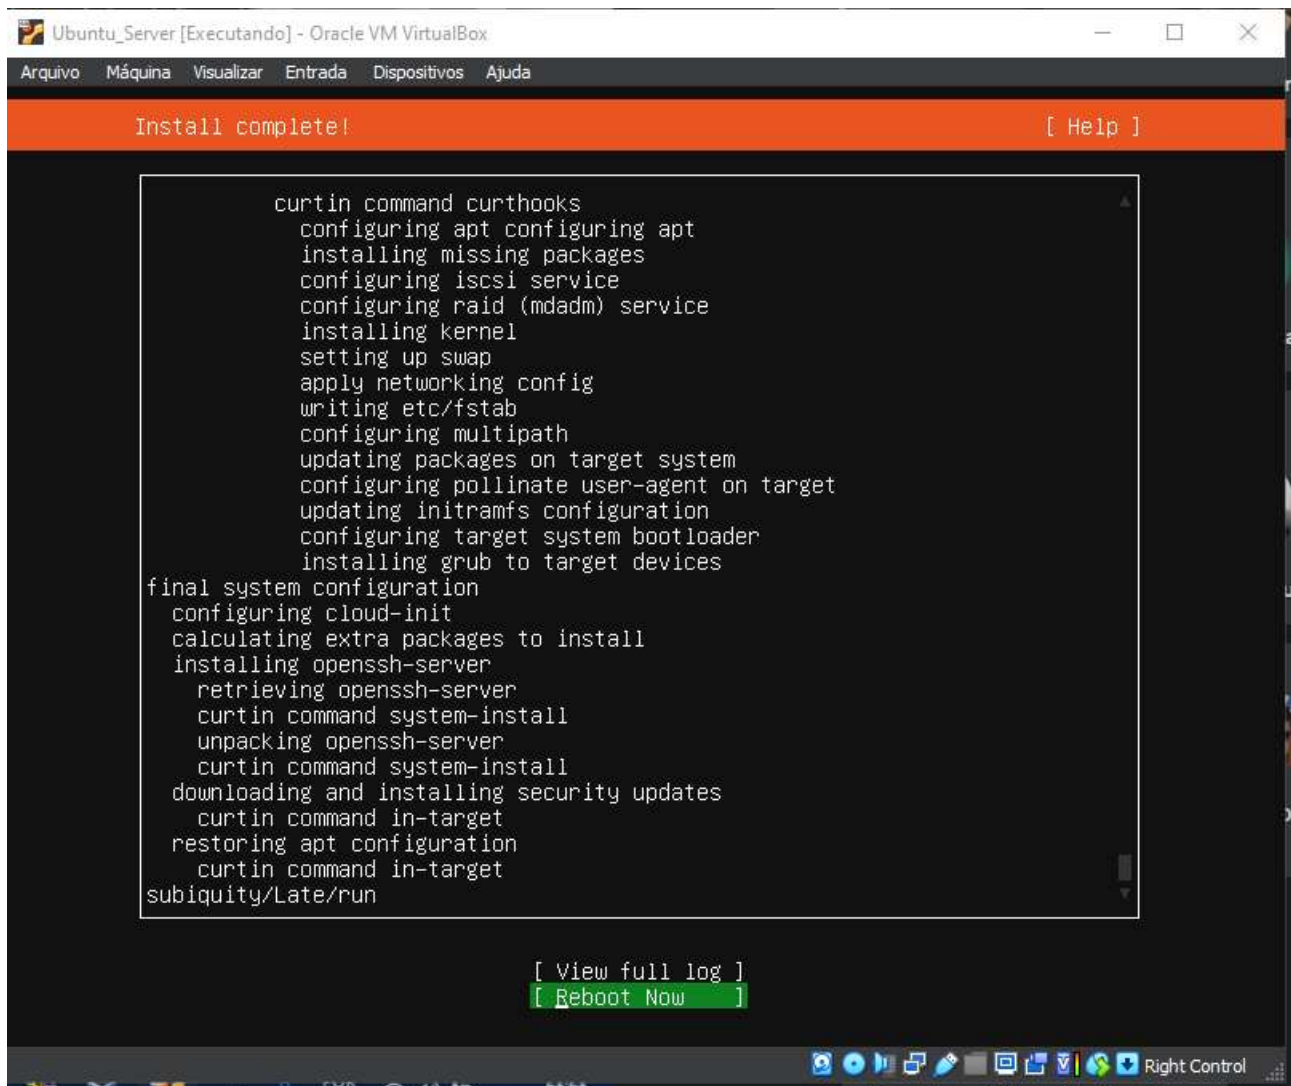 Ubuntu_Server [Executando] - Oracle VM VirtualBox
Arquivo Máquina Visualizar Entrada Dispositivos Ajuda
Install complete! [ Help ]
curtin command curthooks
configuring apt configuring apt
installing missing packages
configuring iscsi service
configuring raid (mdadm) service
installing kernel
setting up swap
apply networking config
writing etc/fstab
configuring multipath
updating packages on target system
configuring pollinate user-agent on target
updating initramfs configuration
configuring target system bootloader
installing grub to target devices
final system configuration
configuring cloud-init
calculating extra packages to install
installing openssh-server
retrieving openssh-server
curtin command system-install
unpacking openssh-server
curtin command system-install
downloading and installing security updates
curtin command in-target
restoring apt configuration
curtin command in-target
subiquity/Late/run
[ View full log ]
[ Reboot Now ]
Right Control